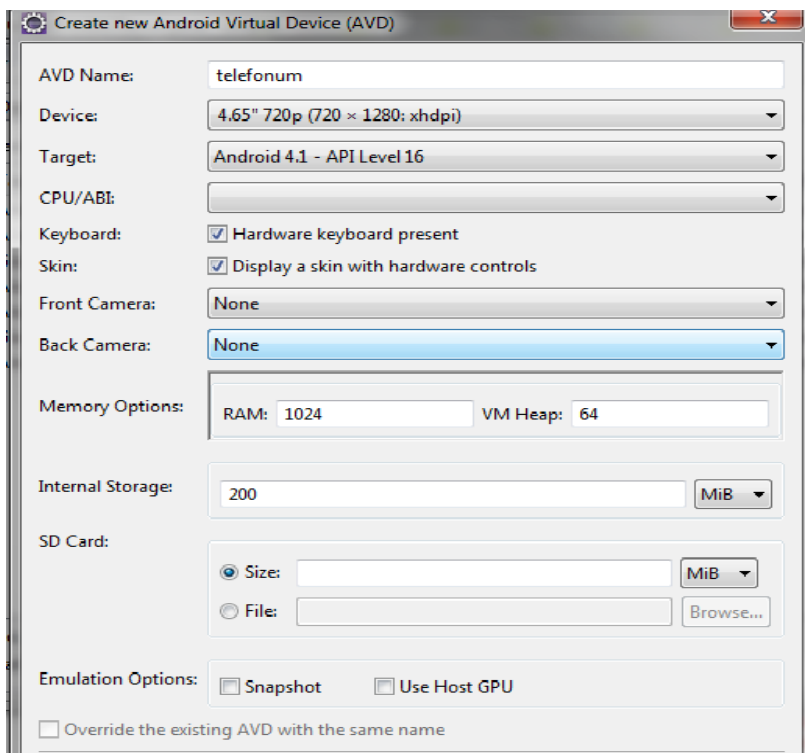 Create new Android Virtual Device (AVD)
AVD Name: telefonum
Device: 4.65" 720p (720 × 1280: xhdpi)
Target: Android 4.1 - API Level 16
CPU/ABI:
Keyboard: Hardware keyboard present
Skin: Display a skin with hardware controls
Front Camera: None
Back Camera: None
Memory Options: RAM: 1024 VM Heap: 64
Internal Storage: 200 MiB
SD Card:
Size: MiB
File: Browse...
Emulation Options: Snapshot Use Host GPU
Override the existing AVD with the same name